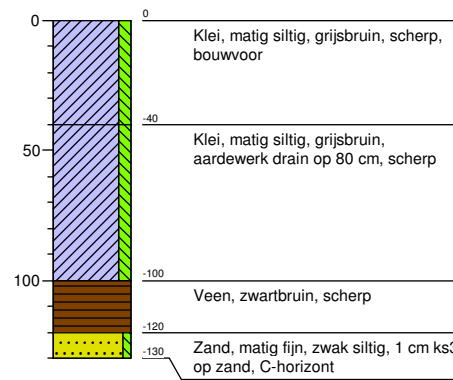 0
0
Klei, matig siltig, grijsbruin, scherp,
bouwvoor
-40
50
Klei, matig siltig, grijsbruin,
aardewerk drain op 80 cm, scherp
100
-100
Veen, zwartbruin, scherp
-120
Zand, matig fijn, zwak siltig, 1 cm ks3
op zand, C-horizont
-130